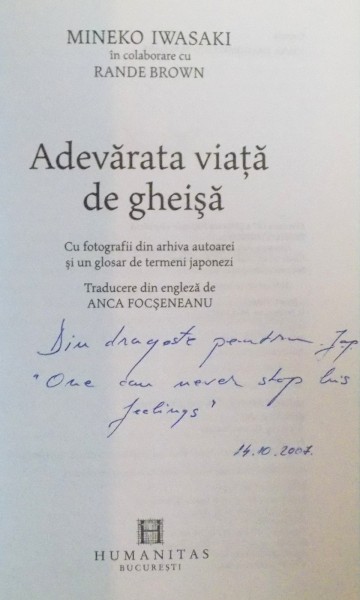 MINEKO IWASAKI
în colaborare cu
RANDE BROWN
Adevărata viață
de gheișă
Cu fotografii din arhiva autoarei
și un glosar de termeni japonezi
Traducere din engleză de
ANCA FOCȘENEANU
Din dragoste pentru Jap
"One can never stop his
feelings"
14.10.2007.
H
HUMANITAS
BUCUREȘTI